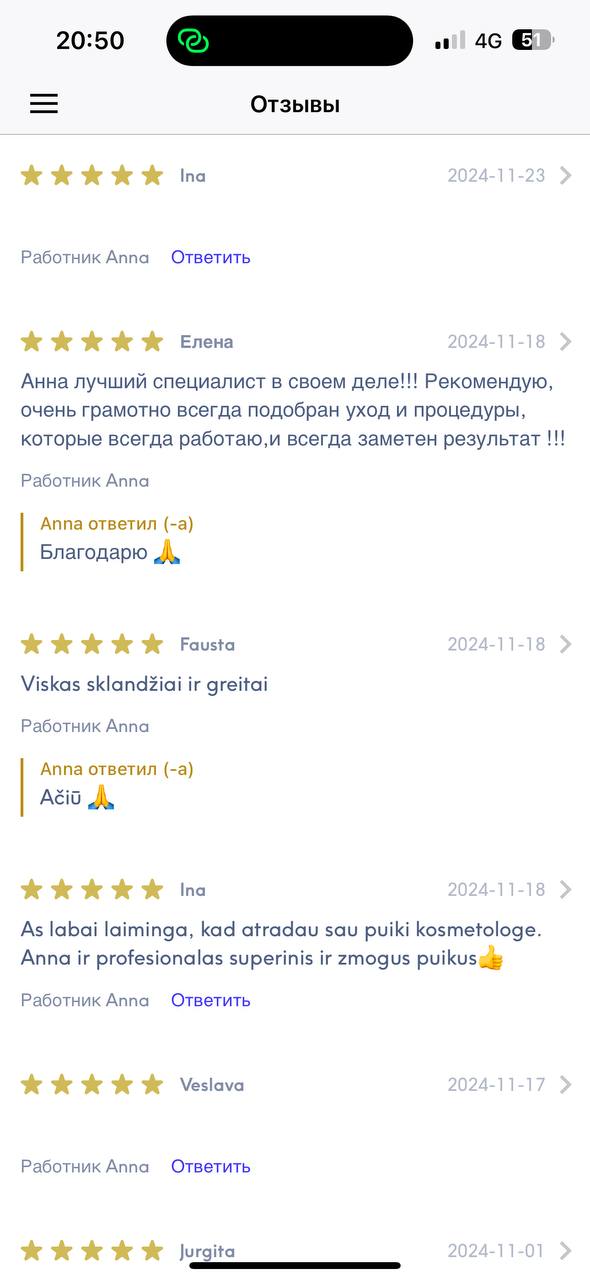 20:50
4G
51
Отзывы
Ina 2024-11-23
Работник Anna Ответить
Елена 2024-11-18
Анна лучший специалист в своем деле!!! Рекомендую,
очень грамотно всегда подобран уход и процедуры,
которые всегда работаю,и всегда заметен результат !!!
Работник Anna
Anna ответил (-а)
Благодарю 🙏
Fausta 2024-11-18
Viskas sklandžiai ir greitai
Работник Anna
Anna ответил (-а)
Ačiū 🙏
Ina 2024-11-18
As labai laiminga, kad atradau sau puiki kosmetologe.
Anna ir profesionalas superinis ir zmogus puikus👍
Работник Anna Ответить
Veslava 2024-11-17
Работник Anna Ответить
Jurgita 2024-11-01